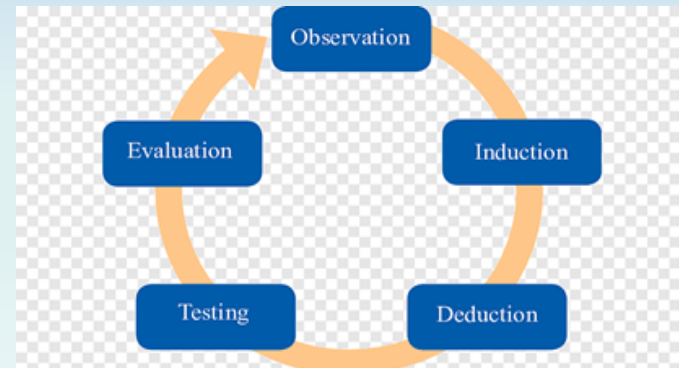 Observation
Induction
Deduction
Testing
Evaluation